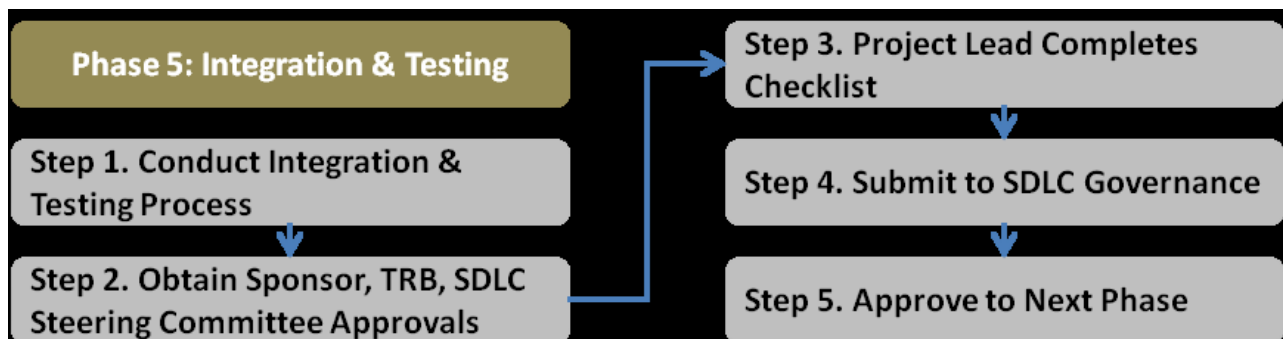 Phase 5: Integration & Testing
Step 1. Conduct Integration &
Testing Process
Step 2. Obtain Sponsor, TRB, SDLC
Steering Committee Approvals
Step 3. Project Lead Completes
Checklist
Step 4. Submit to SDLC Governance
Step 5. Approve to Next Phase